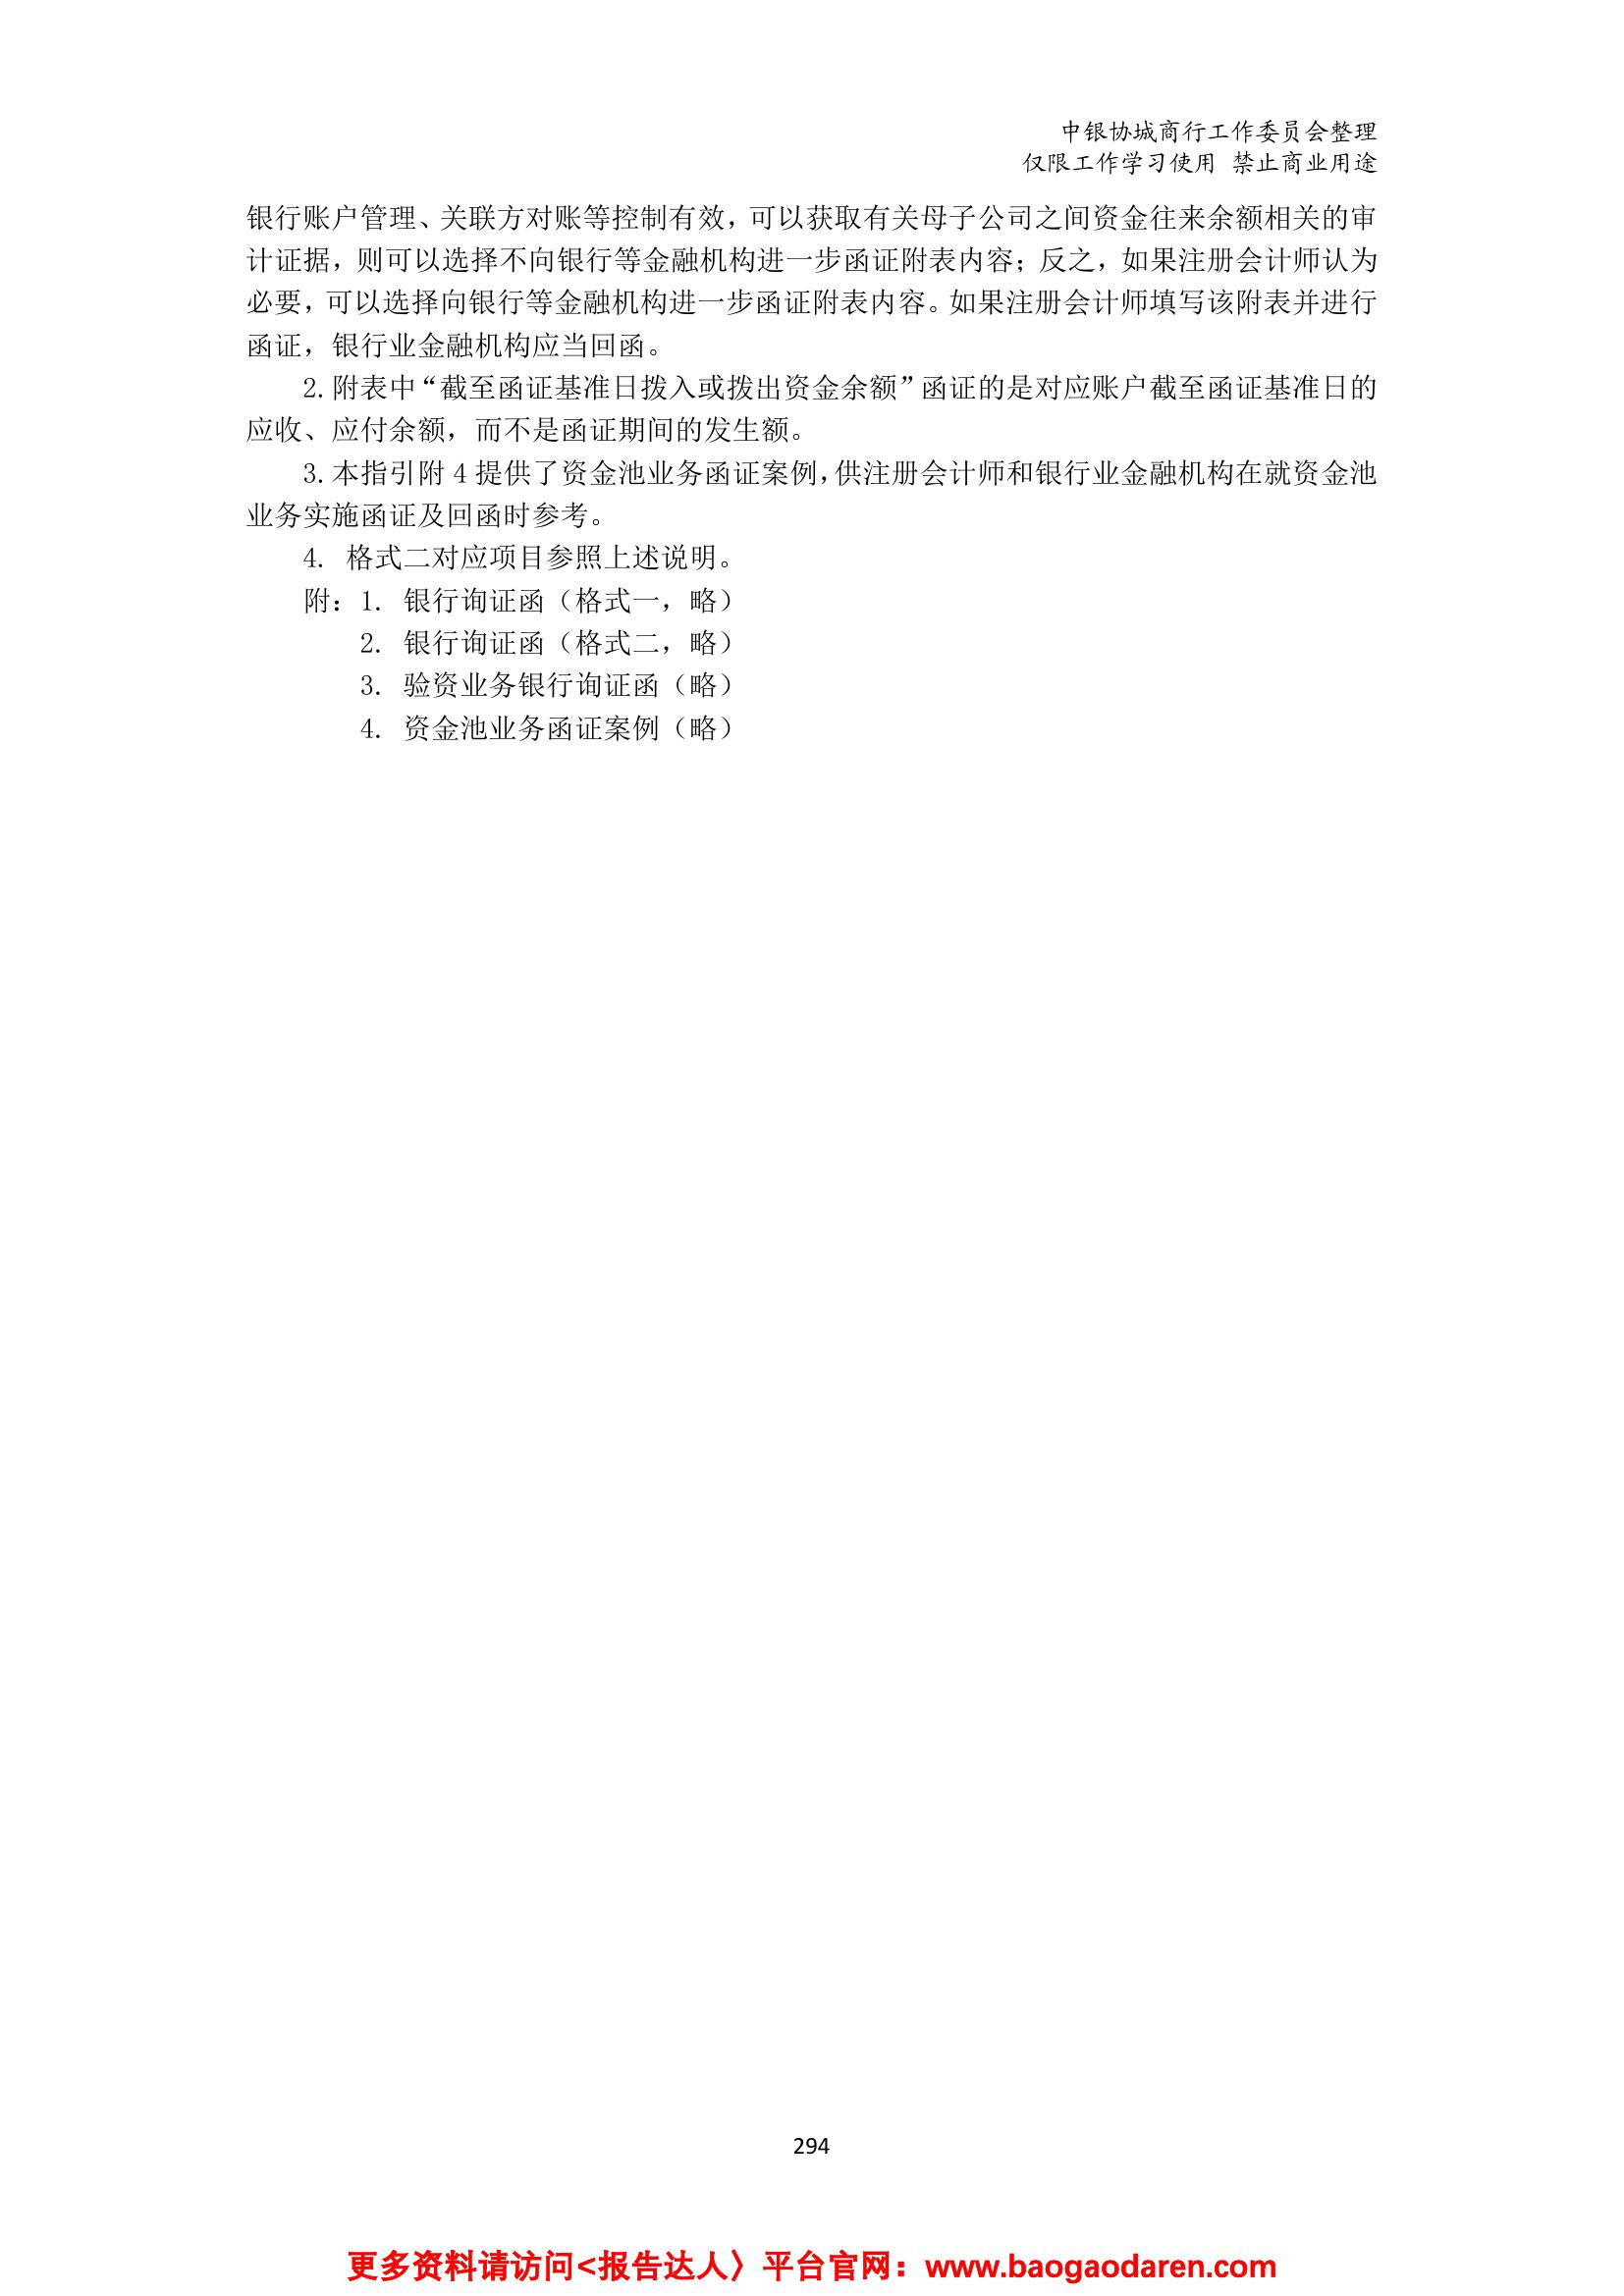 中银协城商行工作委员会整理
仅限工作学习使用 禁止商业用途
银行账户管理、关联方对账等控制有效，可以获取有关母子公司之间资金往来余额相关的审
计证据，则可以选择不向银行等金融机构进一步函证附表内容；反之，如果注册会计师认为
必要，可以选择向银行等金融机构进一步函证附表内容。如果注册会计师填写该附表并进行
函证，银行业金融机构应当回函。
2.附表中“截至函证基准日拨入或拨出资金余额”函证的是对应账户截至函证基准日的
应收、应付余额，而不是函证期间的发生额。
3.本指引附 4 提供了资金池业务函证案例，供注册会计师和银行业金融机构在就资金池
业务实施函证及回函时参考。
4. 格式二对应项目参照上述说明。
附：1. 银行询证函（格式一，略）
2. 银行询证函（格式二，略）
3. 验资业务银行询证函（略）
4. 资金池业务函证案例（略）
294
更多资料请访问<报告达人〉平台官网：www.baogaodaren.com